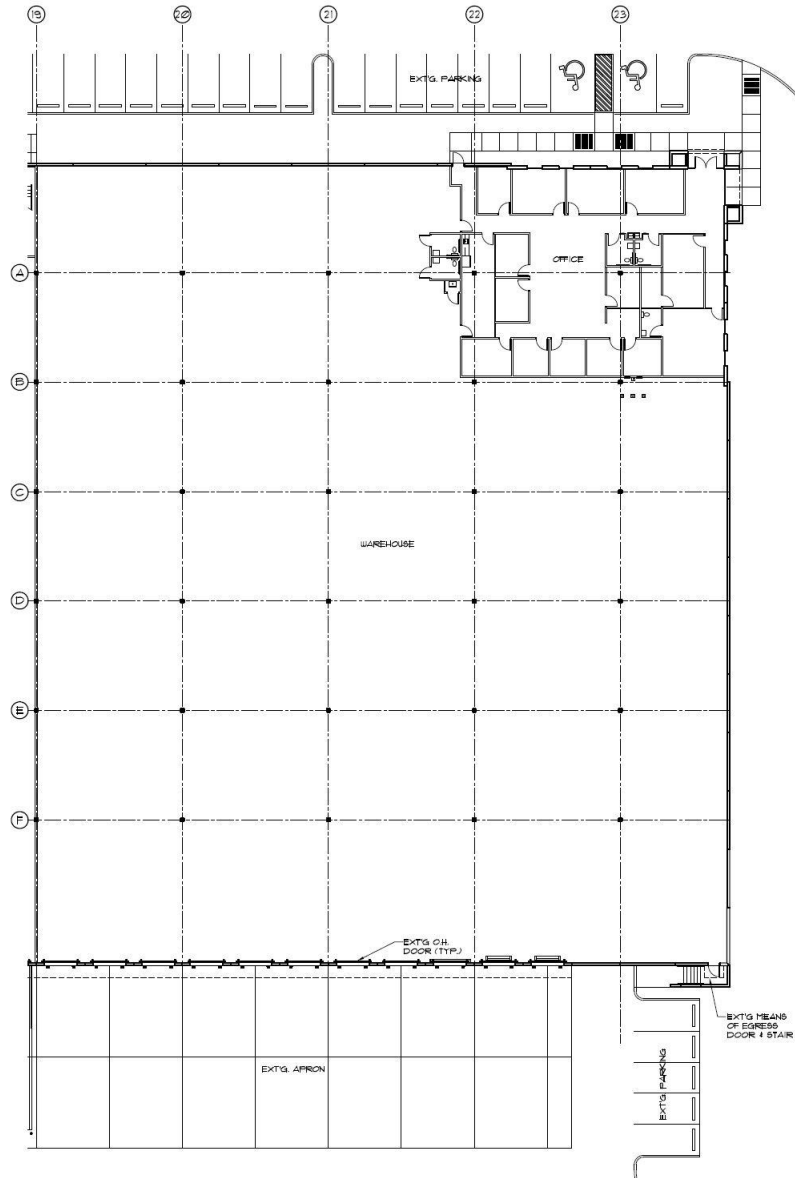 19 20 21 22 23
EXT'G. PARKING
A
OFFICE
B
C
WAREHOUSE
D
E
F
EXT'G O.H.
DOOR (TYP.)
EXT'G MEANS
OF EGRESS
DOOR & STAIR
EXT'G. APRON
EXT'G. PARKING